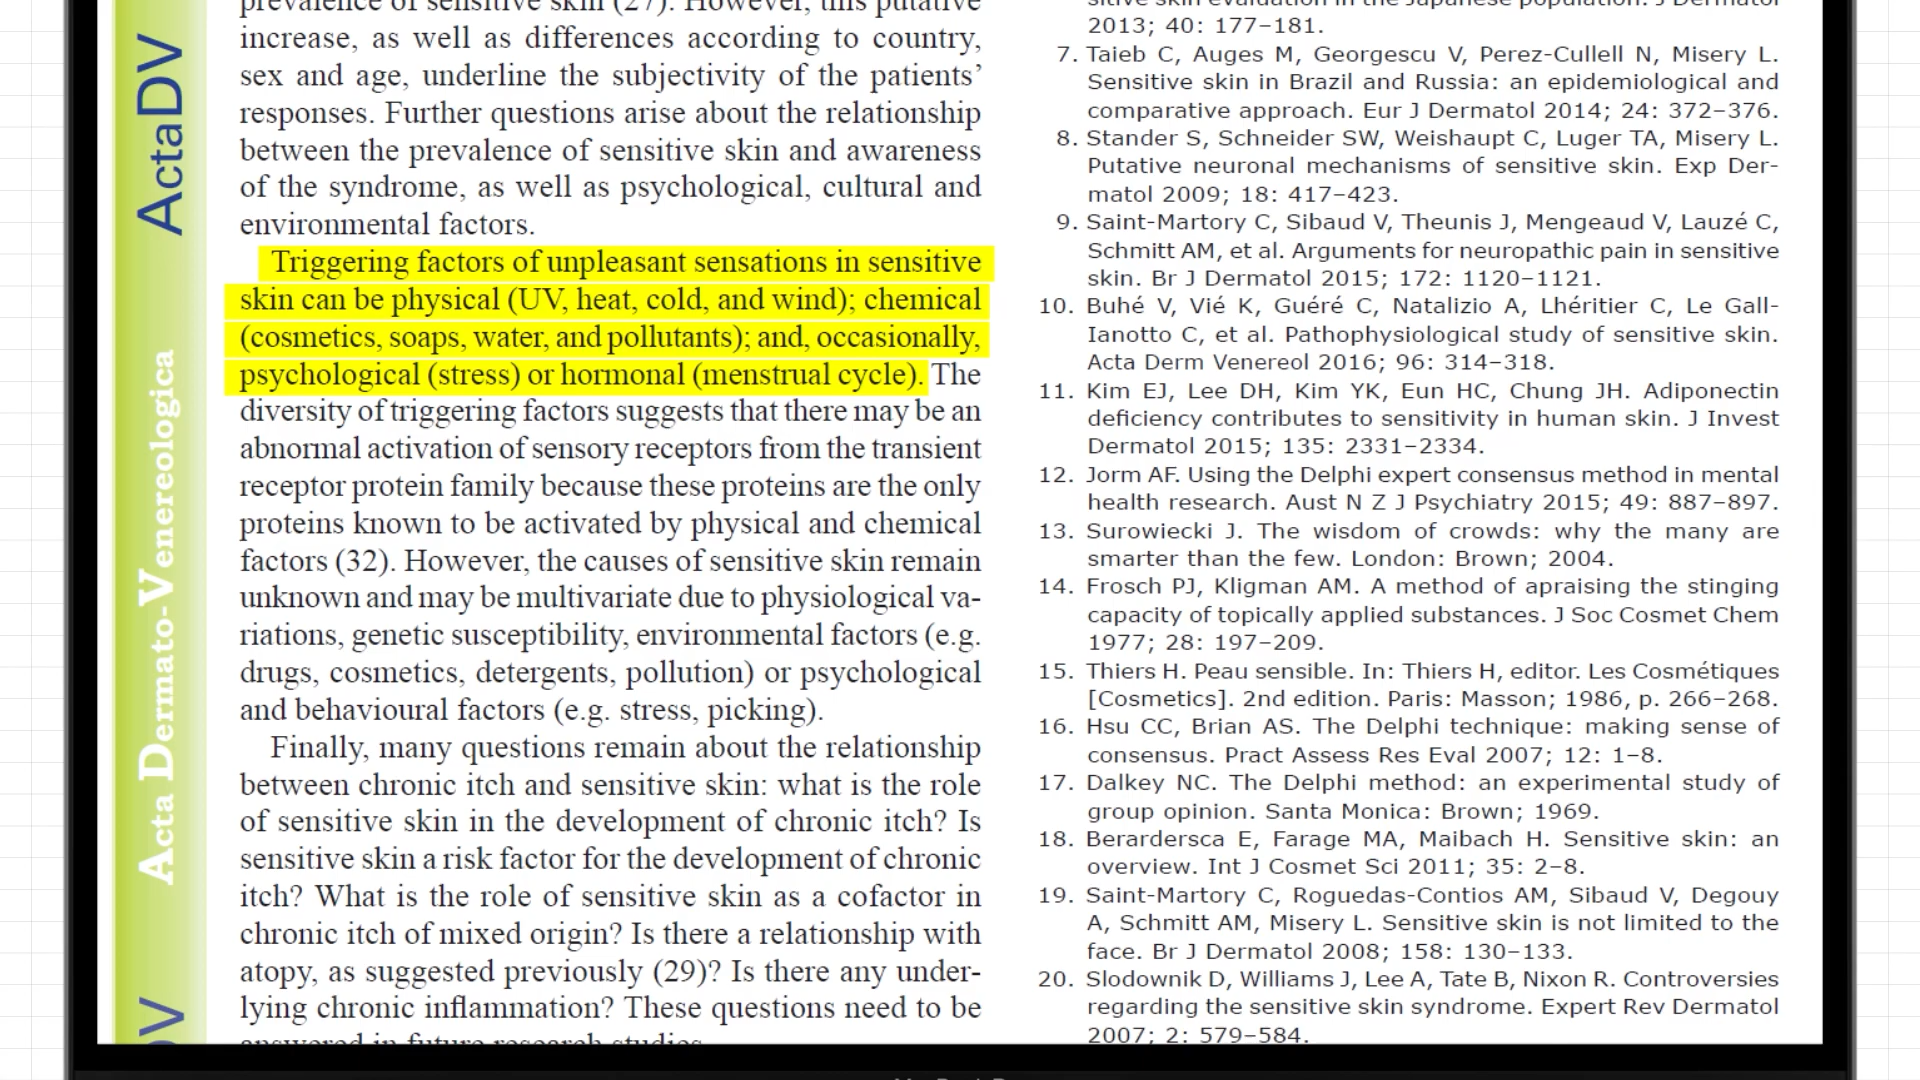 ActaDV
Acta Dermato-Venereologica
prevalence of sensitive skin (27). However, this putative
increase, as well as differences according to country,
sex and age, underline the subjectivity of the patients’
responses. Further questions arise about the relationship
between the prevalence of sensitive skin and awareness
of the syndrome, as well as psychological, cultural and
environmental factors.
Triggering factors of unpleasant sensations in sensitive
skin can be physical (UV, heat, cold, and wind); chemical
(cosmetics, soaps, water, and pollutants); and, occasionally,
psychological (stress) or hormonal (menstrual cycle). The
diversity of triggering factors suggests that there may be an
abnormal activation of sensory receptors from the transient
receptor protein family because these proteins are the only
proteins known to be activated by physical and chemical
factors (32). However, the causes of sensitive skin remain
unknown and may be multivariate due to physiological va-
riations, genetic susceptibility, environmental factors (e.g.
drugs, cosmetics, detergents, pollution) or psychological
and behavioural factors (e.g. stress, picking).
Finally, many questions remain about the relationship
between chronic itch and sensitive skin: what is the role
of sensitive skin in the development of chronic itch? Is
sensitive skin a risk factor for the development of chronic
itch? What is the role of sensitive skin as a cofactor in
chronic itch of mixed origin? Is there a relationship with
atopy, as suggested previously (29)? Is there any under-
lying chronic inflammation? These questions need to be
answered in future research studies.
sitive skin evaluation in the Japanese population. J Dermatol
2013; 40: 177–181.
7. Taieb C, Auges M, Georgescu V, Perez-Cullell N, Misery L.
Sensitive skin in Brazil and Russia: an epidemiological and
comparative approach. Eur J Dermatol 2014; 24: 372–376.
8. Stander S, Schneider SW, Weishaupt C, Luger TA, Misery L.
Putative neuronal mechanisms of sensitive skin. Exp Der-
matol 2009; 18: 417–423.
9. Saint-Martory C, Sibaud V, Theunis J, Mengeaud V, Lauzé C,
Schmitt AM, et al. Arguments for neuropathic pain in sensitive
skin. Br J Dermatol 2015; 172: 1120–1121.
10. Buhé V, Vié K, Guéré C, Natalizio A, Lhéritier C, Le Gall-
Ianotto C, et al. Pathophysiological study of sensitive skin.
Acta Derm Venereol 2016; 96: 314–318.
11. Kim EJ, Lee DH, Kim YK, Eun HC, Chung JH. Adiponectin
deficiency contributes to sensitivity in human skin. J Invest
Dermatol 2015; 135: 2331–2334.
12. Jorm AF. Using the Delphi expert consensus method in mental
health research. Aust N Z J Psychiatry 2015; 49: 887–897.
13. Surowiecki J. The wisdom of crowds: why the many are
smarter than the few. London: Brown; 2004.
14. Frosch PJ, Kligman AM. A method of apraising the stinging
capacity of topically applied substances. J Soc Cosmet Chem
1977; 28: 197–209.
15. Thiers H. Peau sensible. In: Thiers H, editor. Les Cosmétiques
[Cosmetics]. 2nd edition. Paris: Masson; 1986, p. 266–268.
16. Hsu CC, Brian AS. The Delphi technique: making sense of
consensus. Pract Assess Res Eval 2007; 12: 1–8.
17. Dalkey NC. The Delphi method: an experimental study of
group opinion. Santa Monica: Brown; 1969.
18. Berardersca E, Farage MA, Maibach H. Sensitive skin: an
overview. Int J Cosmet Sci 2011; 35: 2–8.
19. Saint-Martory C, Roguedas-Contios AM, Sibaud V, Degouy
A, Schmitt AM, Misery L. Sensitive skin is not limited to the
face. Br J Dermatol 2008; 158: 130–133.
20. Slodownik D, Williams J, Lee A, Tate B, Nixon R. Controversies
regarding the sensitive skin syndrome. Expert Rev Dermatol
2007; 2: 579–584.